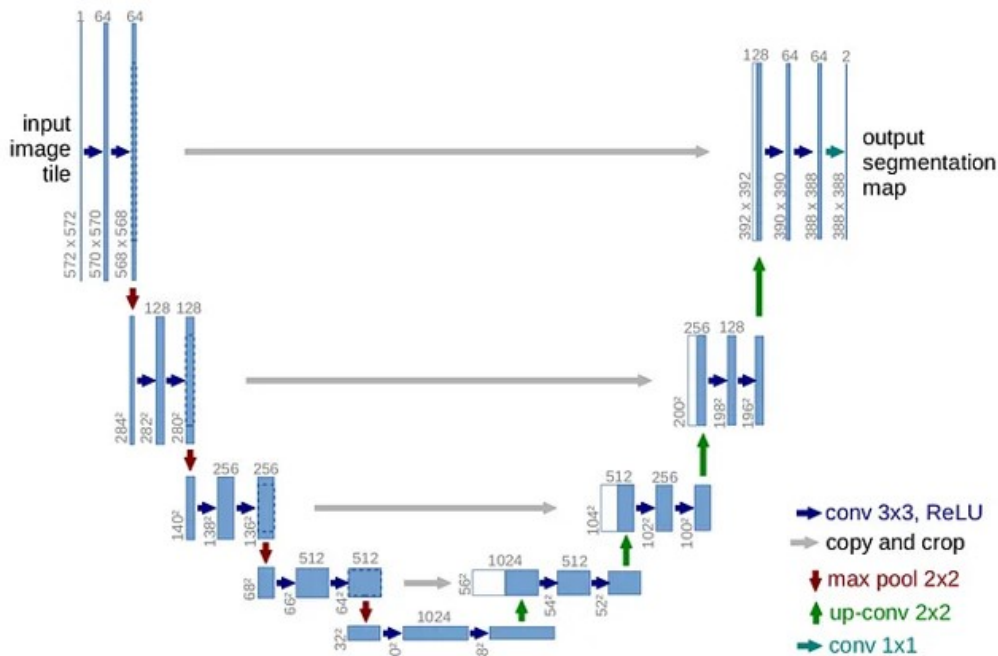 1 64 64
input
image
tile
572 x 572
570 x 570
568 x 568
128 64 64 2
output
segmentation
map
392 x 392
390 x 390
388 x 388
388 x 388
128 128
284²
282²
280²
256 128
200²
198²
196²
256 256
140²
138²
136²
512 256
104²
102²
100²
512 512
68²
66²
64²
1024 512
56²
54²
52²
1024
32²
0²
8²
conv 3x3, ReLU
copy and crop
max pool 2x2
up-conv 2x2
conv 1x1